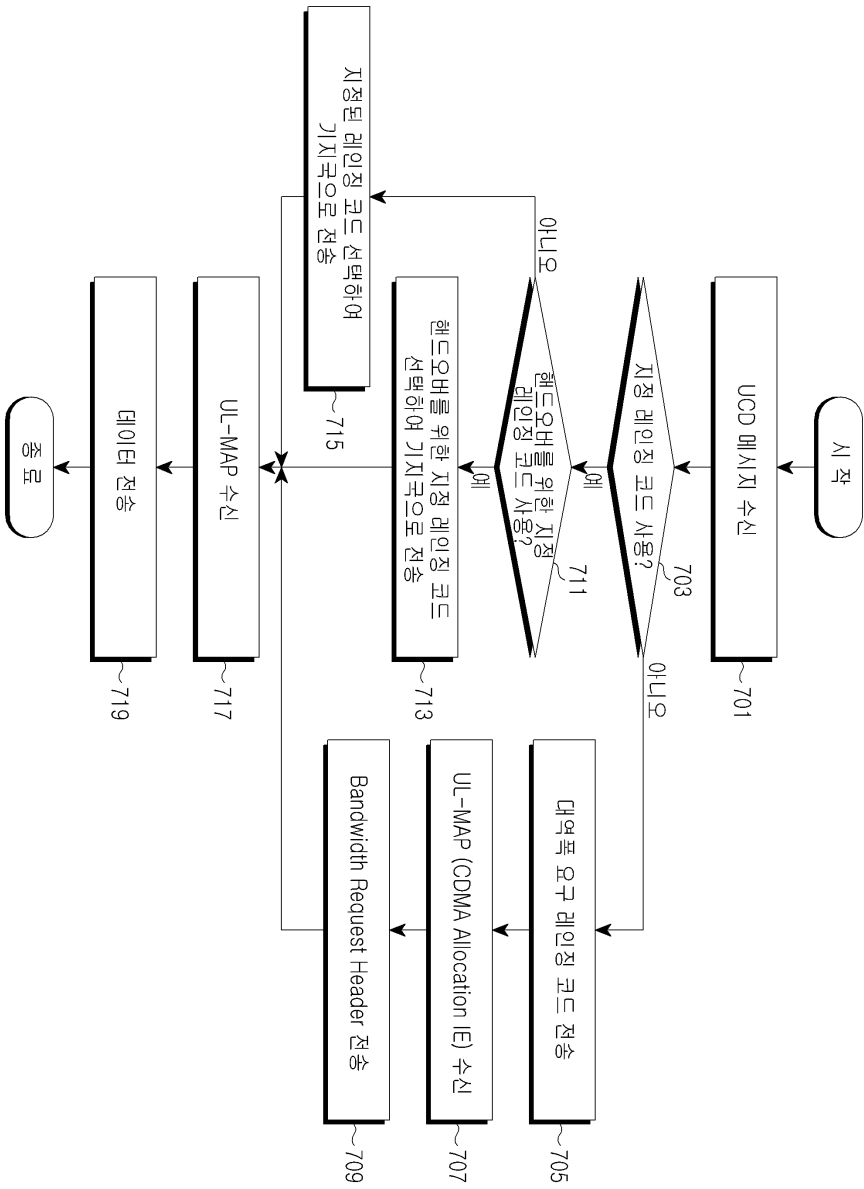 시 작
UCD 메시지 수신
701
지정 레인징 코드 사용?
703
아니오
예
핸드오버를 위한 지정
레인징 코드 사용?
711
아니오
예
대역폭 요구 레인징 코드 전송
705
UL-MAP (CDMA Allocation IE) 수신
707
Bandwidth Request Header 전송
709
핸드오버를 위한 지정 레인징 코드
선택하여 기지국으로 전송
713
지정된 레인징 코드 선택하여
기지국으로 전송
715
UL-MAP 수신
717
데이터 전송
719
종 료